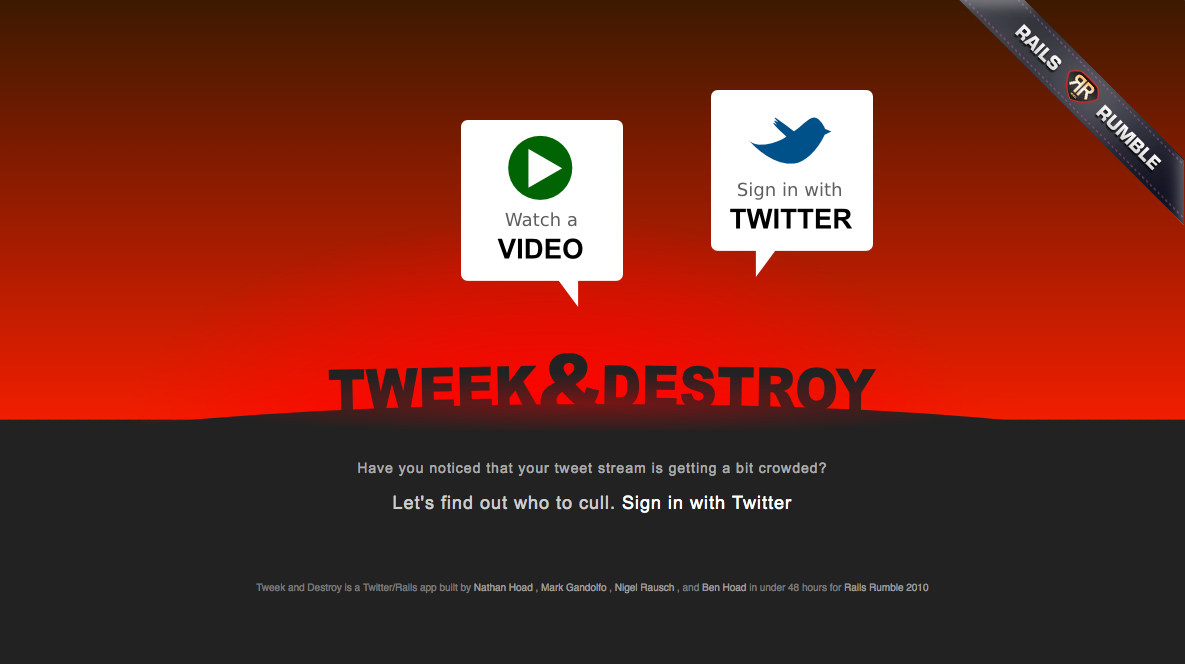 RAILS RR RUMBLE
Sign in with
TWITTER
Watch a
VIDEO
TWEEK&DESTROY
Have you noticed that your tweet stream is getting a bit crowded?
Let's find out who to cull. Sign in with Twitter
Tweek and Destroy is a Twitter/Rails app built by Nathan Hoad , Mark Gandolfo , Nigel Rausch , and Ben Hoad in under 48 hours for Rails Rumble 2010